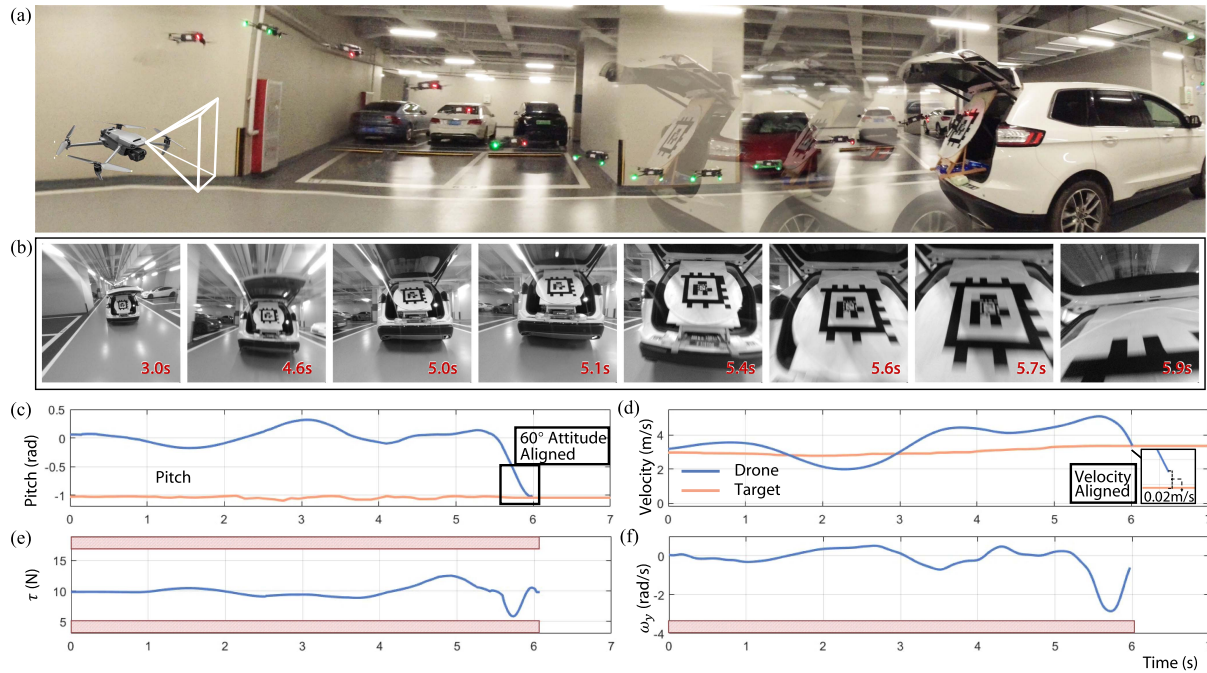 (a)
(b)
3.0s 4.6s 5.0s 5.1s 5.4s 5.6s 5.7s 5.9s
(c)
0.5
0
-0.5
-1
Pitch (rad)
Pitch
60° Attitude
Aligned
0 1 2 3 4 5 6 7
(d)
4
2
0
Velocity (m/s)
Drone
Target
Velocity
Aligned
0.02m/s
0 1 2 3 4 5 6 7
(e)
15
10
5
τ (N)
0 1 2 3 4 5 6 7
(f)
0
-2
-4
ω_y (rad/s)
0 1 2 3 4 5 6 7
Time (s)